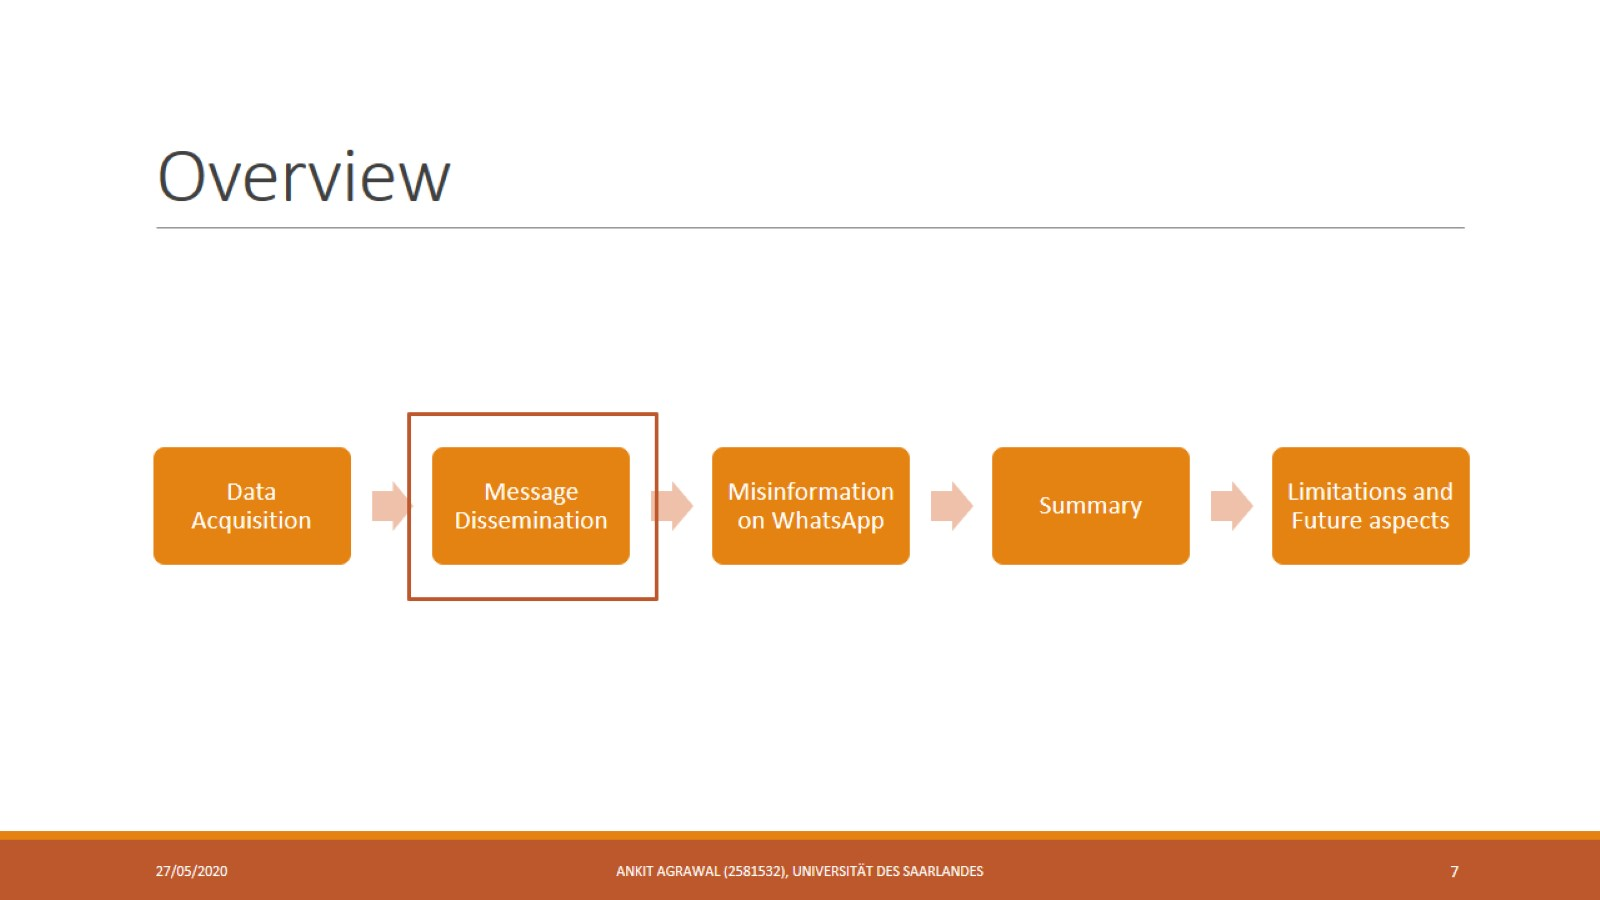 Overview
Data
Acquisition
Message
Dissemination
Misinformation
on WhatsApp
Summary
Limitations and
Future aspects
27/05/2020
ANKIT AGRAWAL (2581532), UNIVERSITÄT DES SAARLANDES
7